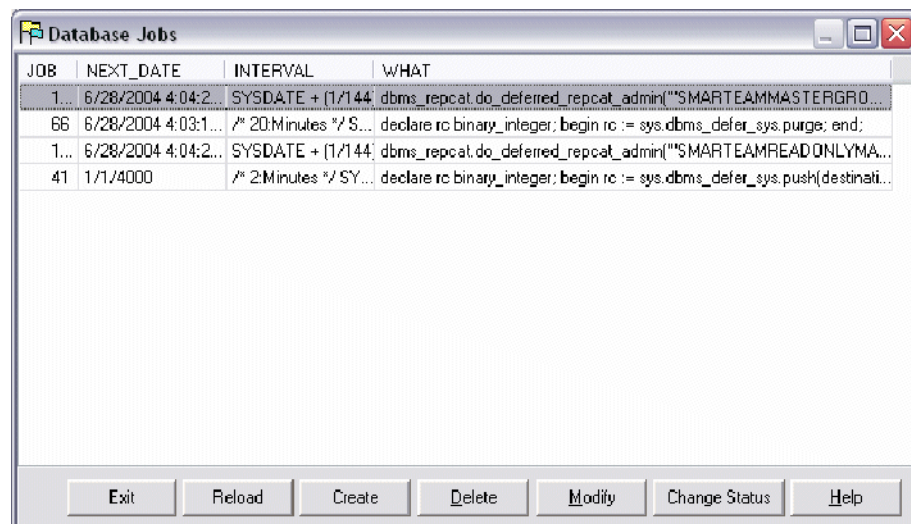 Database Jobs
JOB NEXT_DATE INTERVAL WHAT
1... 6/28/2004 4:04:2... SYSDATE + (1/144) dbms_repcat.do_deferred_repcat_admin('"SMARTEAMMASTERGRO...
66 6/28/2004 4:03:1... /* 20:Minutes */ S... declare rc binary_integer; begin rc := sys.dbms_defer_sys.purge; end;
1... 6/28/2004 4:04:2... SYSDATE + (1/144) dbms_repcat.do_deferred_repcat_admin('"SMARTEAMREADONLYMA...
41 1/1/4000 /* 2:Minutes */ SY... declare rc binary_integer; begin rc := sys.dbms_defer_sys.push(destinati...
Exit Reload Create Delete Modify Change Status Help